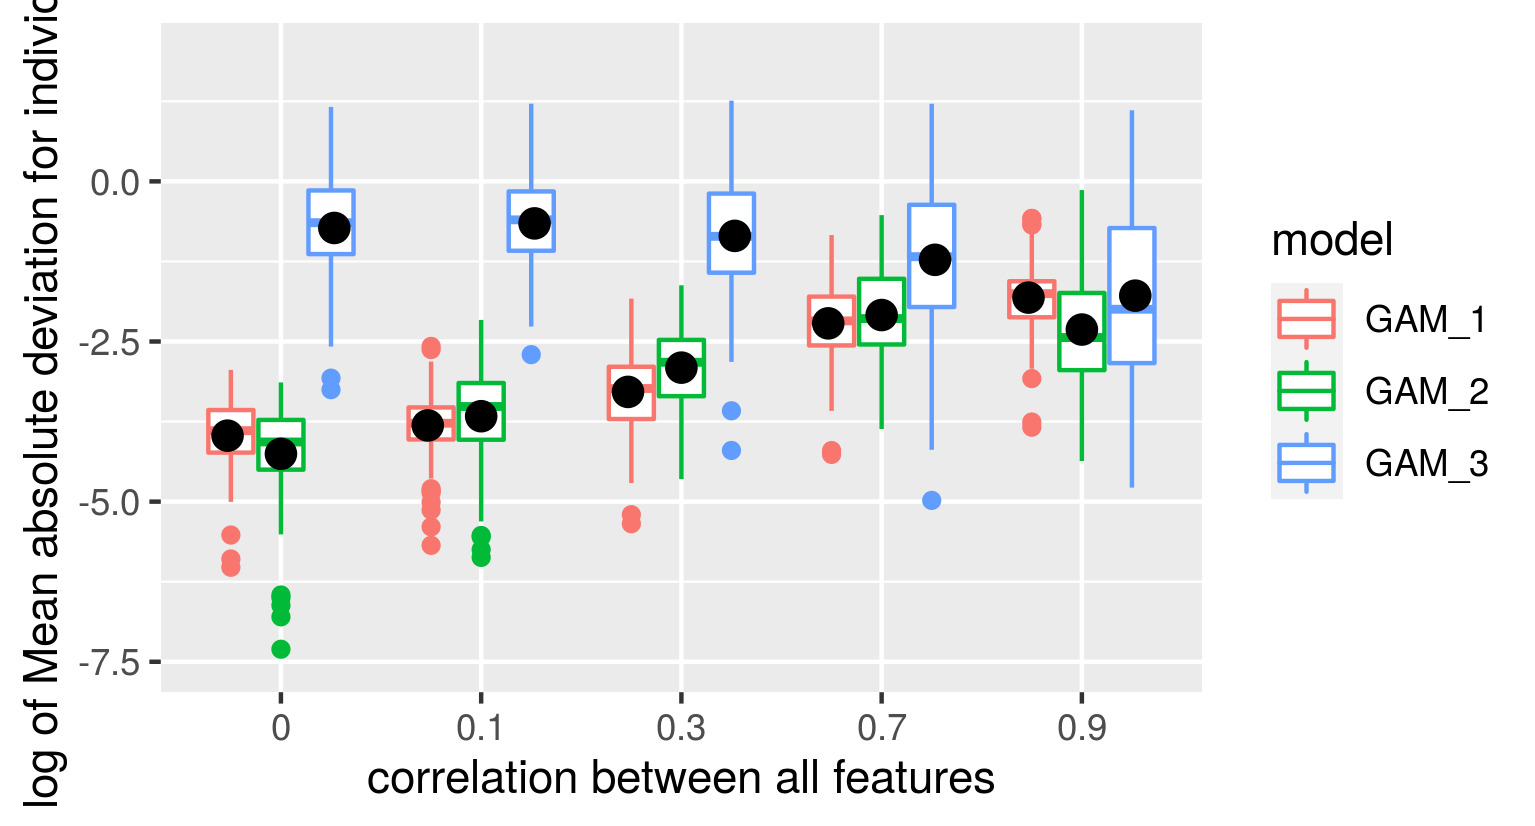 log of Mean absolute deviation for
0.0
-2.5
-5.0
-7.5
0 0.1 0.3 0.7 0.9
correlation between all features
model
GAM_1
GAM_2
GAM_3